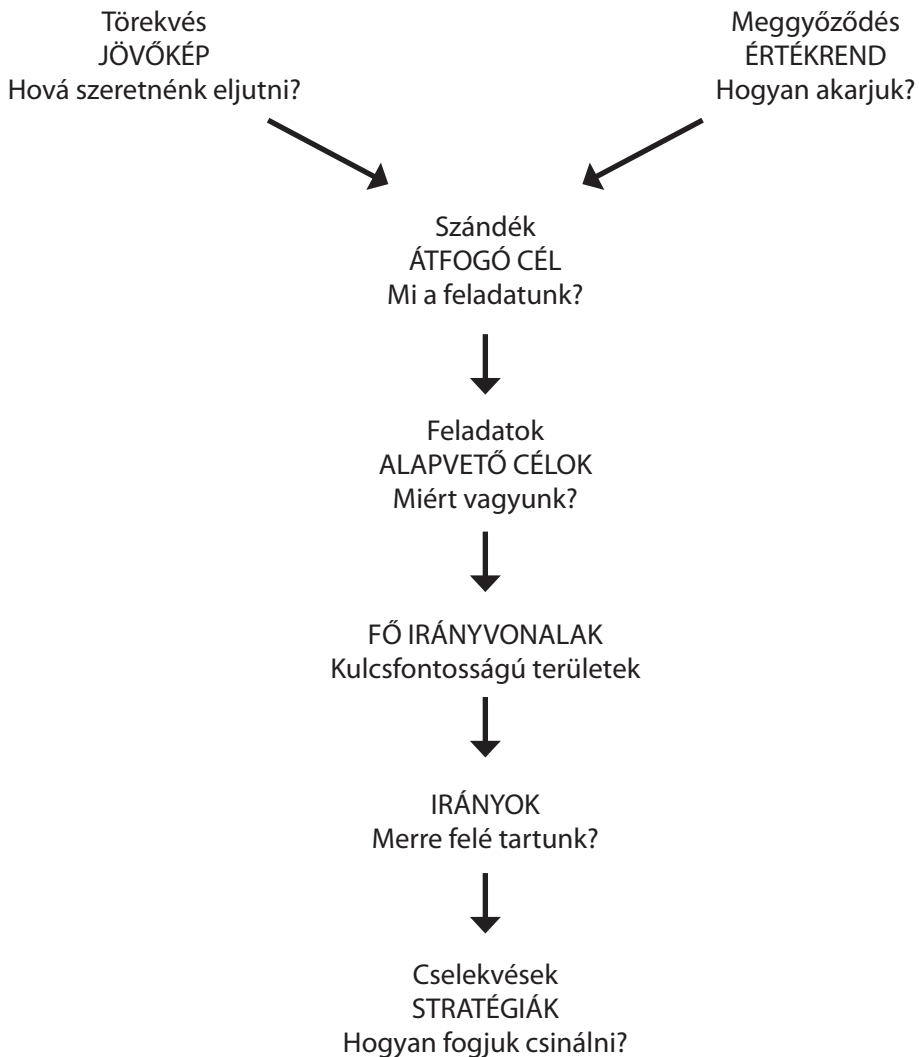 Törekvés
JÖVŐKÉP
Hová szeretnénk eljutni?
Meggyőződés
ÉRTÉKREND
Hogyan akarjuk?
Szándék
ÁTFOGÓ CÉL
Mi a feladatunk?
Feladatok
ALAPVETŐ CÉLOK
Miért vagyunk?
FŐ IRÁNYVONALAK
Kulcsfontosságú területek
IRÁNYOK
Merre felé tartunk?
Cselekvések
STRATÉGIÁK
Hogyan fogjuk csinálni?